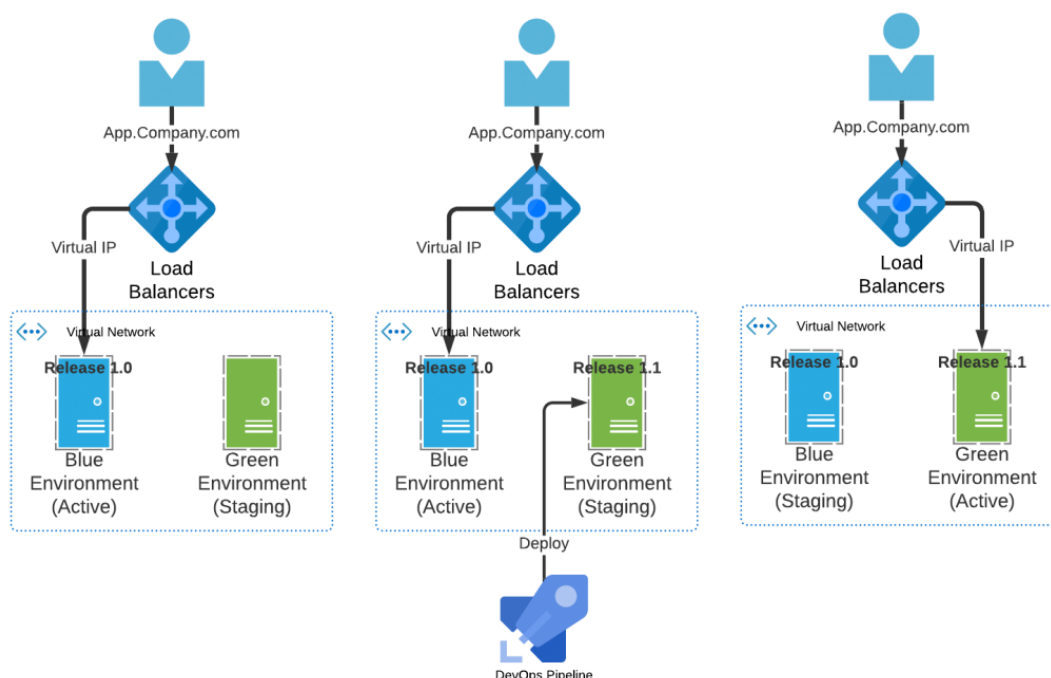 App.Company.com
Virtual IP
Load
Balancers
Virtual Network
Release 1.0
Blue
Environment
(Active)
Green
Environment
(Staging)
App.Company.com
Virtual IP
Load
Balancers
Virtual Network
Release 1.0
Release 1.1
Blue
Environment
(Active)
Green
Environment
(Staging)
Deploy
DevOps Pipeline
App.Company.com
Virtual IP
Load
Balancers
Virtual Network
Release 1.0
Release 1.1
Blue
Environment
(Staging)
Green
Environment
(Active)